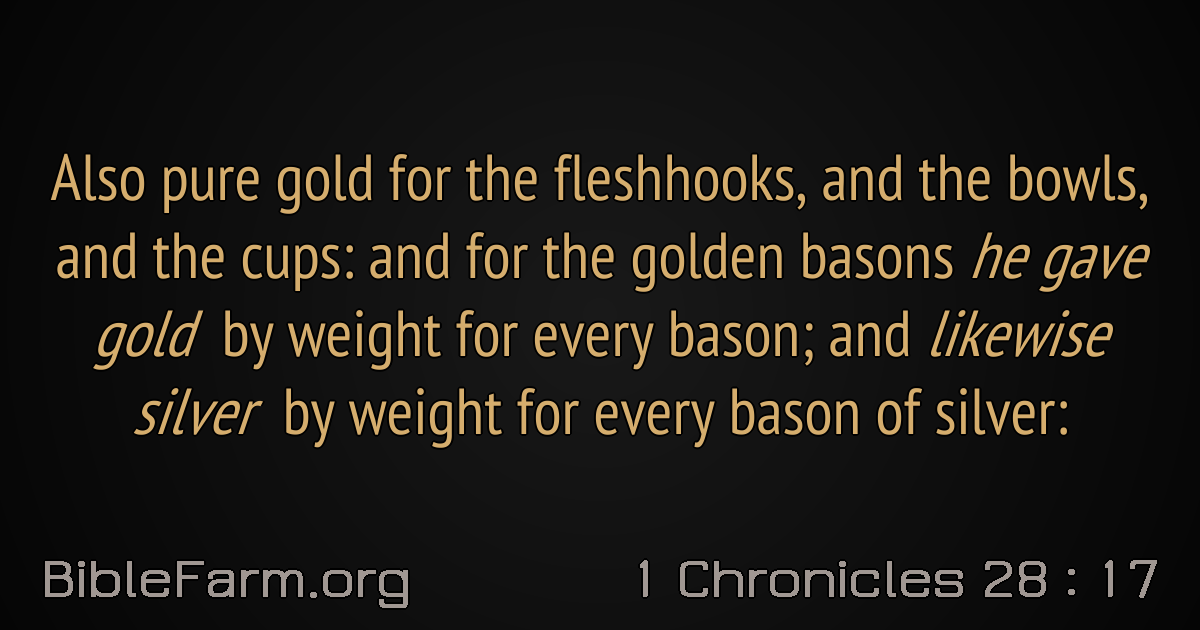 Also pure gold for the fleshhooks, and the bowls,
and the cups: and for the golden basons he gave
gold by weight for every bason; and likewise
silver by weight for every bason of silver:
BibleFarm.org
1 Chronicles 28 : 17